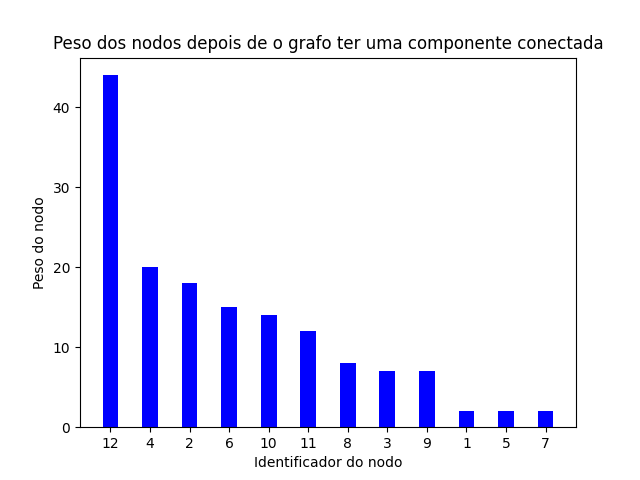 Peso dos nodos depois de o grafo ter uma componente conectada
Peso do nodo
40
30
20
10
0
12 4 2 6 10 11 8 3 9 1 5 7
Identificador do nodo